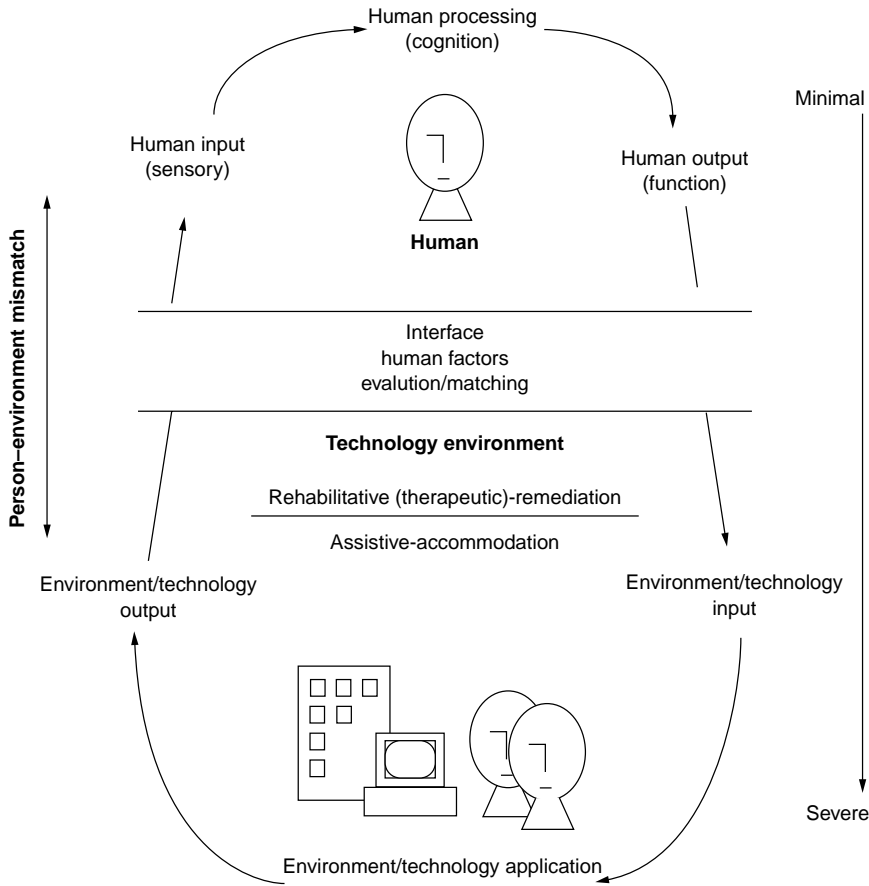 Human processing
(cognition)
Minimal
Human input
(sensory)
Human output
(function)
Human
Person–environment mismatch
Interface
human factors
evalution/matching
Technology environment
Rehabilitative (therapeutic)-remediation
Assistive-accommodation
Environment/technology
output
Environment/technology
input
Severe
Environment/technology application